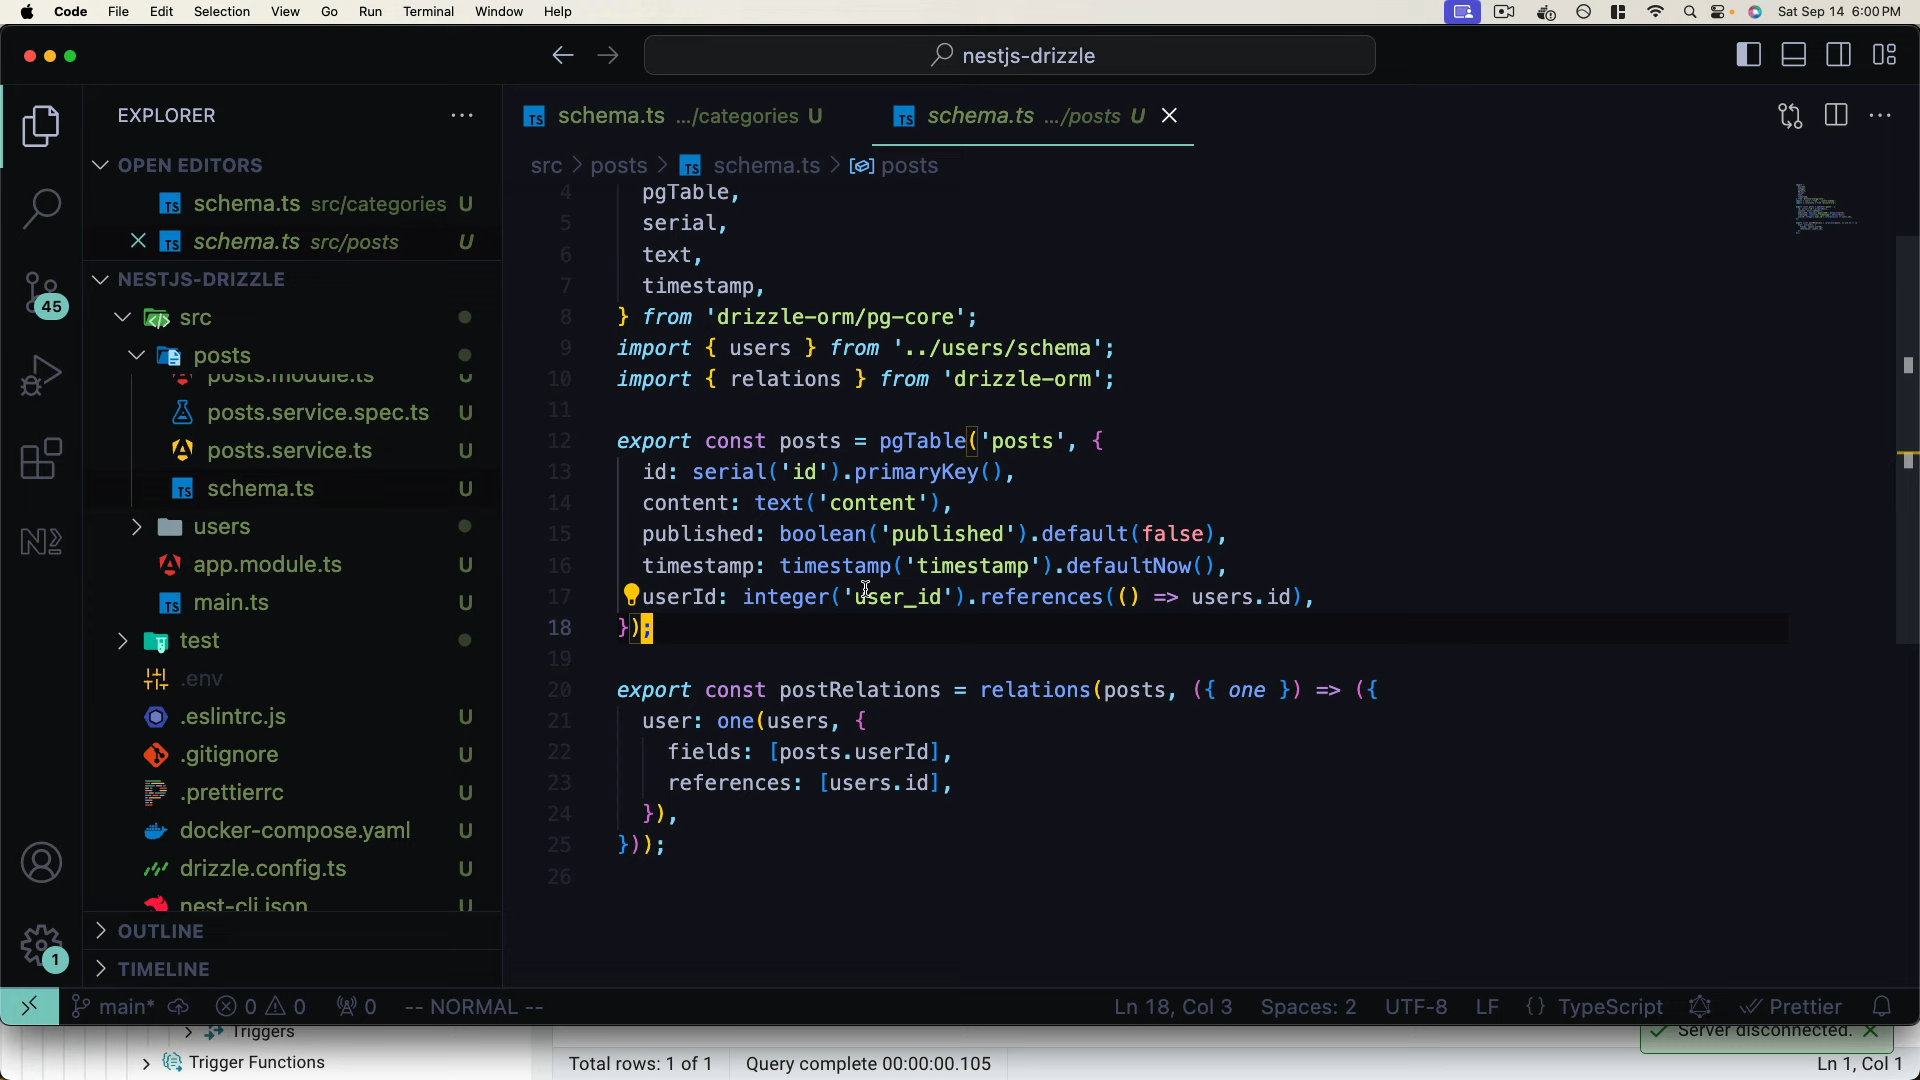 Code File Edit Selection View Go Run Terminal Window Help
Sat Sep 14 6:00 PM
nestjs-drizzle
EXPLORER
OPEN EDITORS
schema.ts src/categories U
schema.ts src/posts U
NESTJS-DRIZZLE
src
posts
posts.module.ts U
posts.service.spec.ts U
posts.service.ts U
schema.ts U
users
app.module.ts U
main.ts U
test
.env
.eslintrc.js U
.gitignore U
.prettierrc U
docker-compose.yaml U
drizzle.config.ts U
nest-cli.json U
OUTLINE
TIMELINE
45
1
schema.ts .../categories U
schema.ts .../posts U
src > posts > TS schema.ts > posts
4 pgTable,
5 serial,
6 text,
7 timestamp,
8 } from 'drizzle-orm/pg-core';
9 import { users } from '../users/schema';
10 import { relations } from 'drizzle-orm';
11
12 export const posts = pgTable('posts', {
13 id: serial('id').primaryKey(),
14 content: text('content'),
15 published: boolean('published').default(false),
16 timestamp: timestamp('timestamp').defaultNow(),
17 userId: integer('user_id').references(() => users.id),
18 });
19
20 export const postRelations = relations(posts, ({ one }) => ({
21 user: one(users, {
22 fields: [posts.userId],
23 references: [users.id],
24 }),
25 }));
26
main* 0 0 0 -- NORMAL --
Ln 18, Col 3 Spaces: 2 UTF-8 LF {} TypeScript Prettier
Triggers
Trigger Functions
Total rows: 1 of 1 Query complete 00:00:00.105
Server disconnected.
Ln 1, Col 1